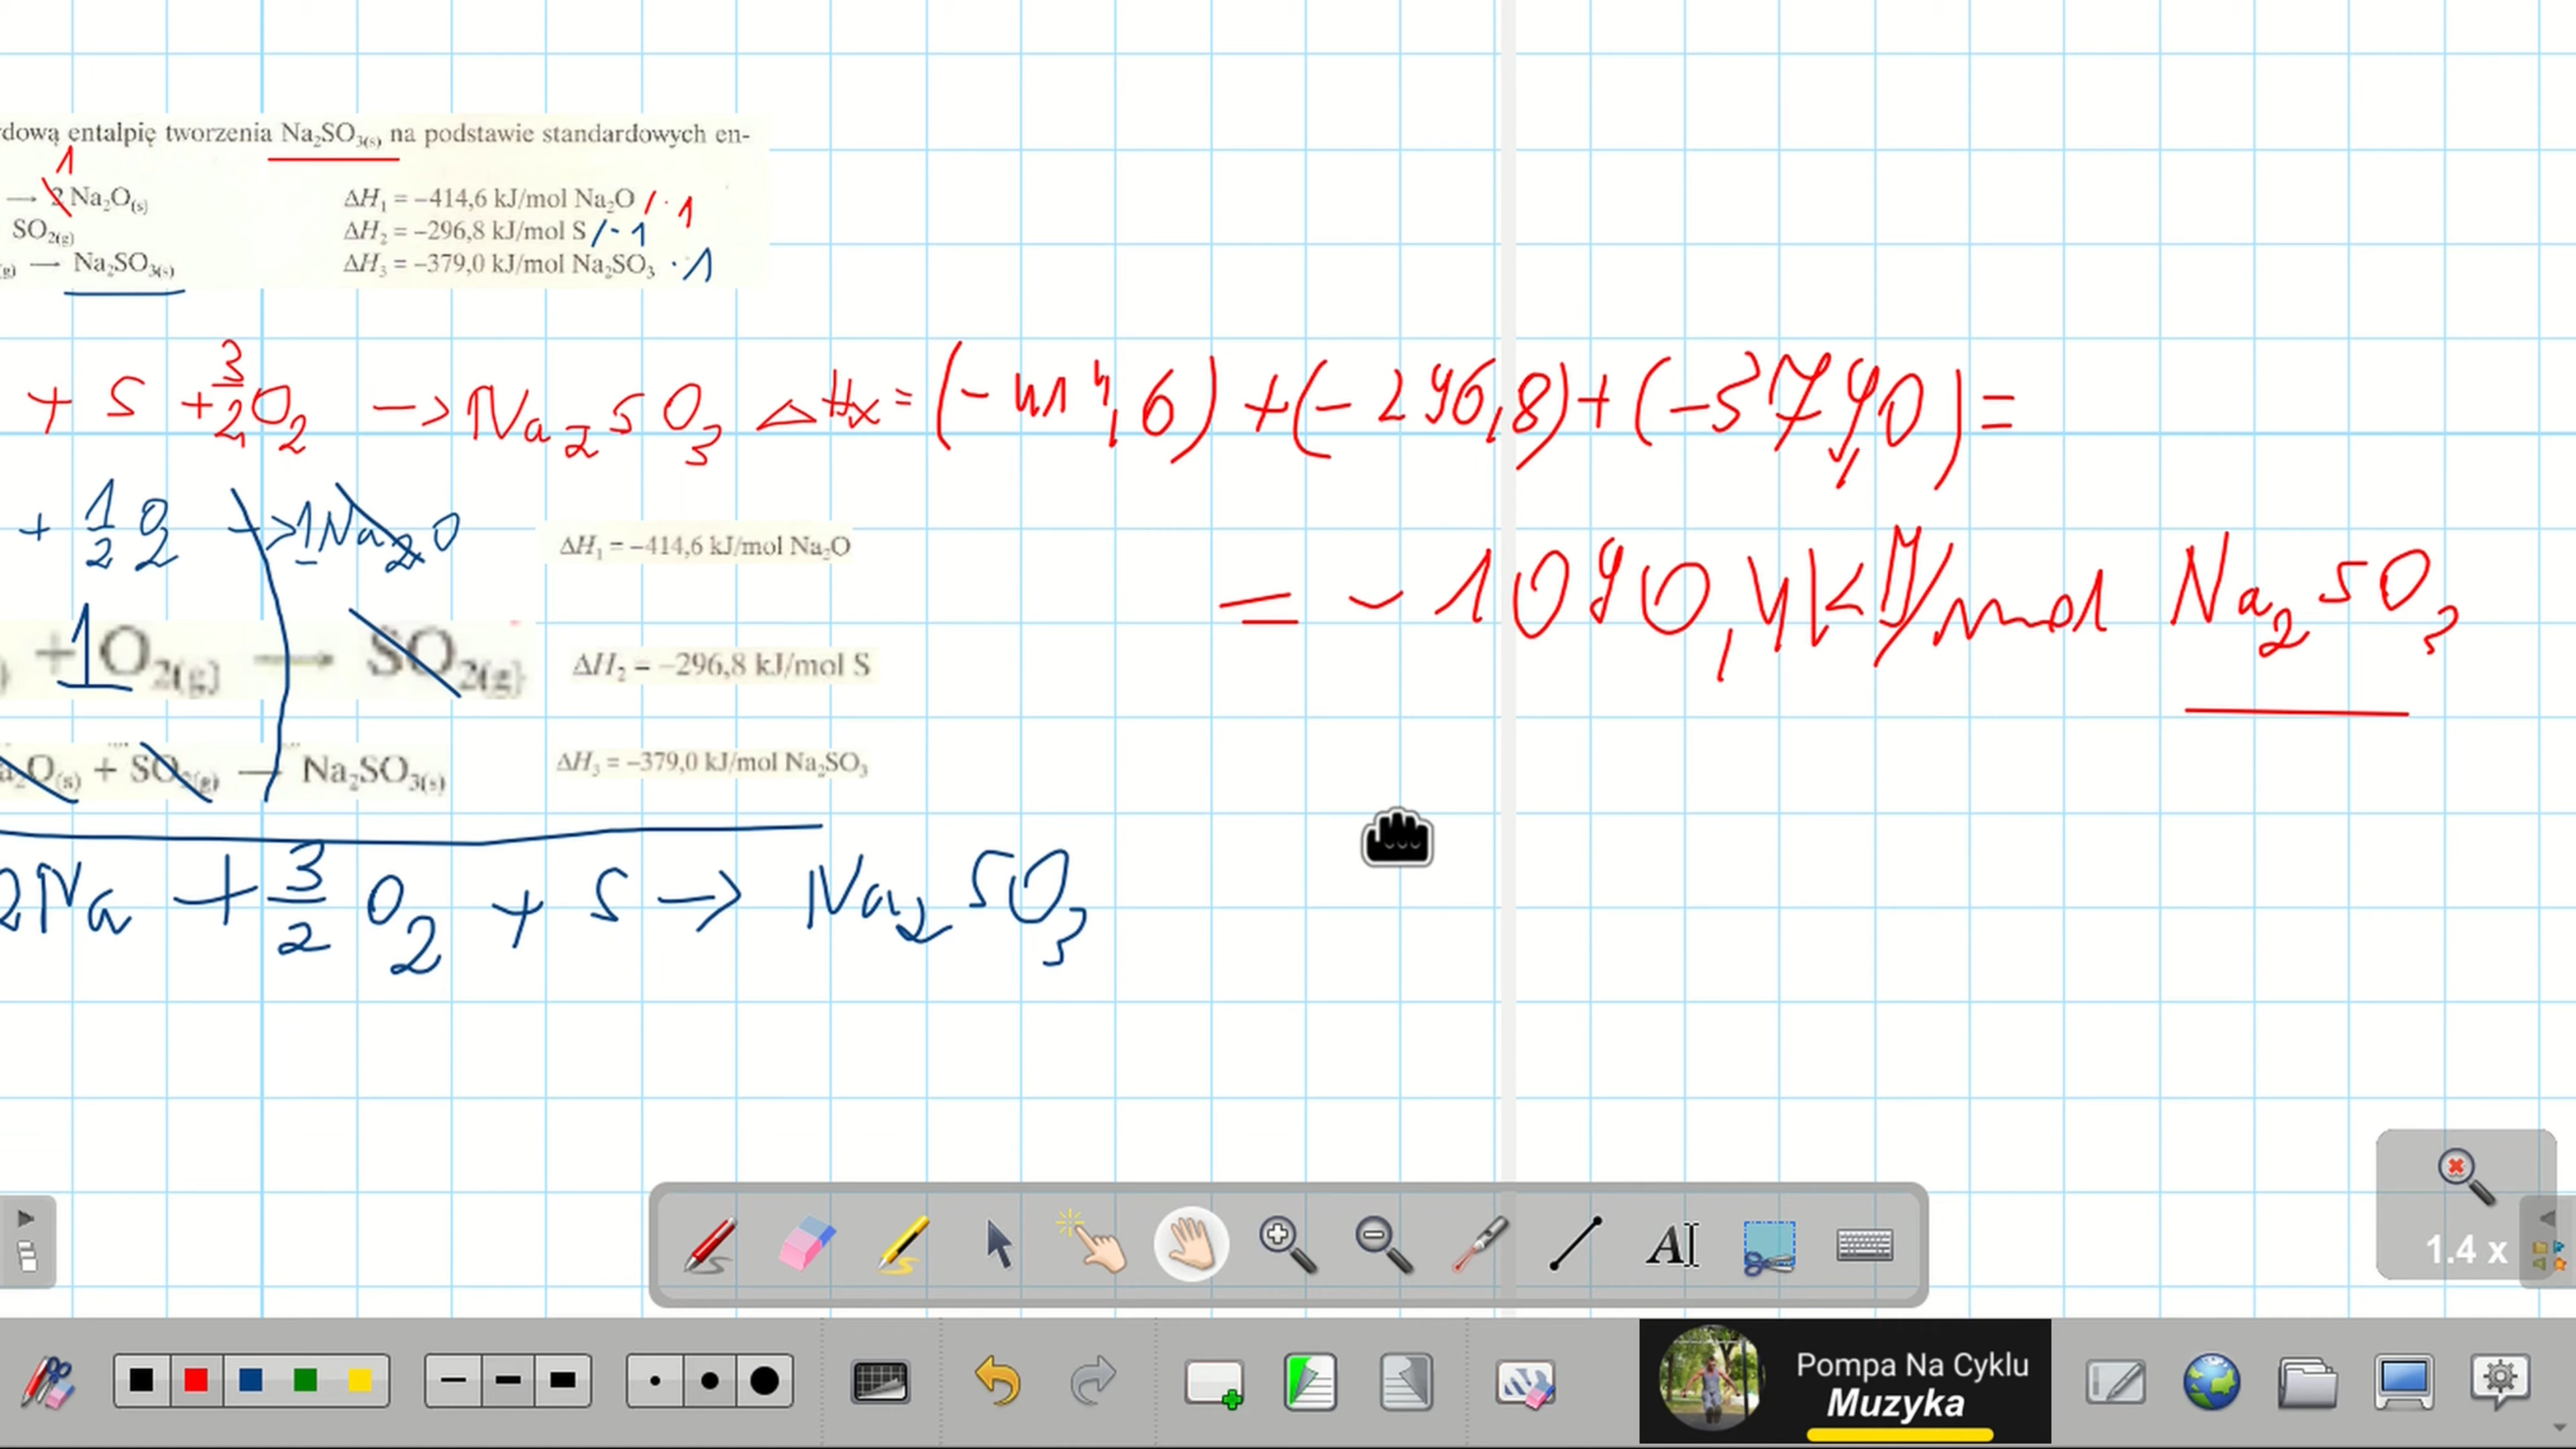 rdową entalpię tworzenia Na₂SO₃₍ₛ₎ na podstawie standardowych en-
1
→ 2 Na₂O₍ₛ₎ ΔH₁ = −414,6 kJ/mol Na₂O /·1
SO₂₍g₎ ΔH₂ = −296,8 kJ/mol S /·1
₍g₎ → Na₂SO₃₍ₛ₎ ΔH₃ = −379,0 kJ/mol Na₂SO₃ ·1
+ S + 3/2 O₂ → Na₂SO₃ ΔHx = (-414,6) + (-296,8) + (-379,0) =
+ 1/2 O₂ → 1Na₂O ΔH₁ = −414,6 kJ/mol Na₂O
= -1090,4 kJ/mol Na₂SO₃
) + 1 O₂₍g₎ → SO₂₍g₎ ΔH₂ = −296,8 kJ/mol S
a₂O₍ₛ₎ + SO₂₍g₎ → Na₂SO₃₍ₛ₎ ΔH₃ = −379,0 kJ/mol Na₂SO₃
2Na + 3/2 O₂ + S → Na₂SO₃
1.4 x
AI
Pompa Na Cyklu
Muzyka